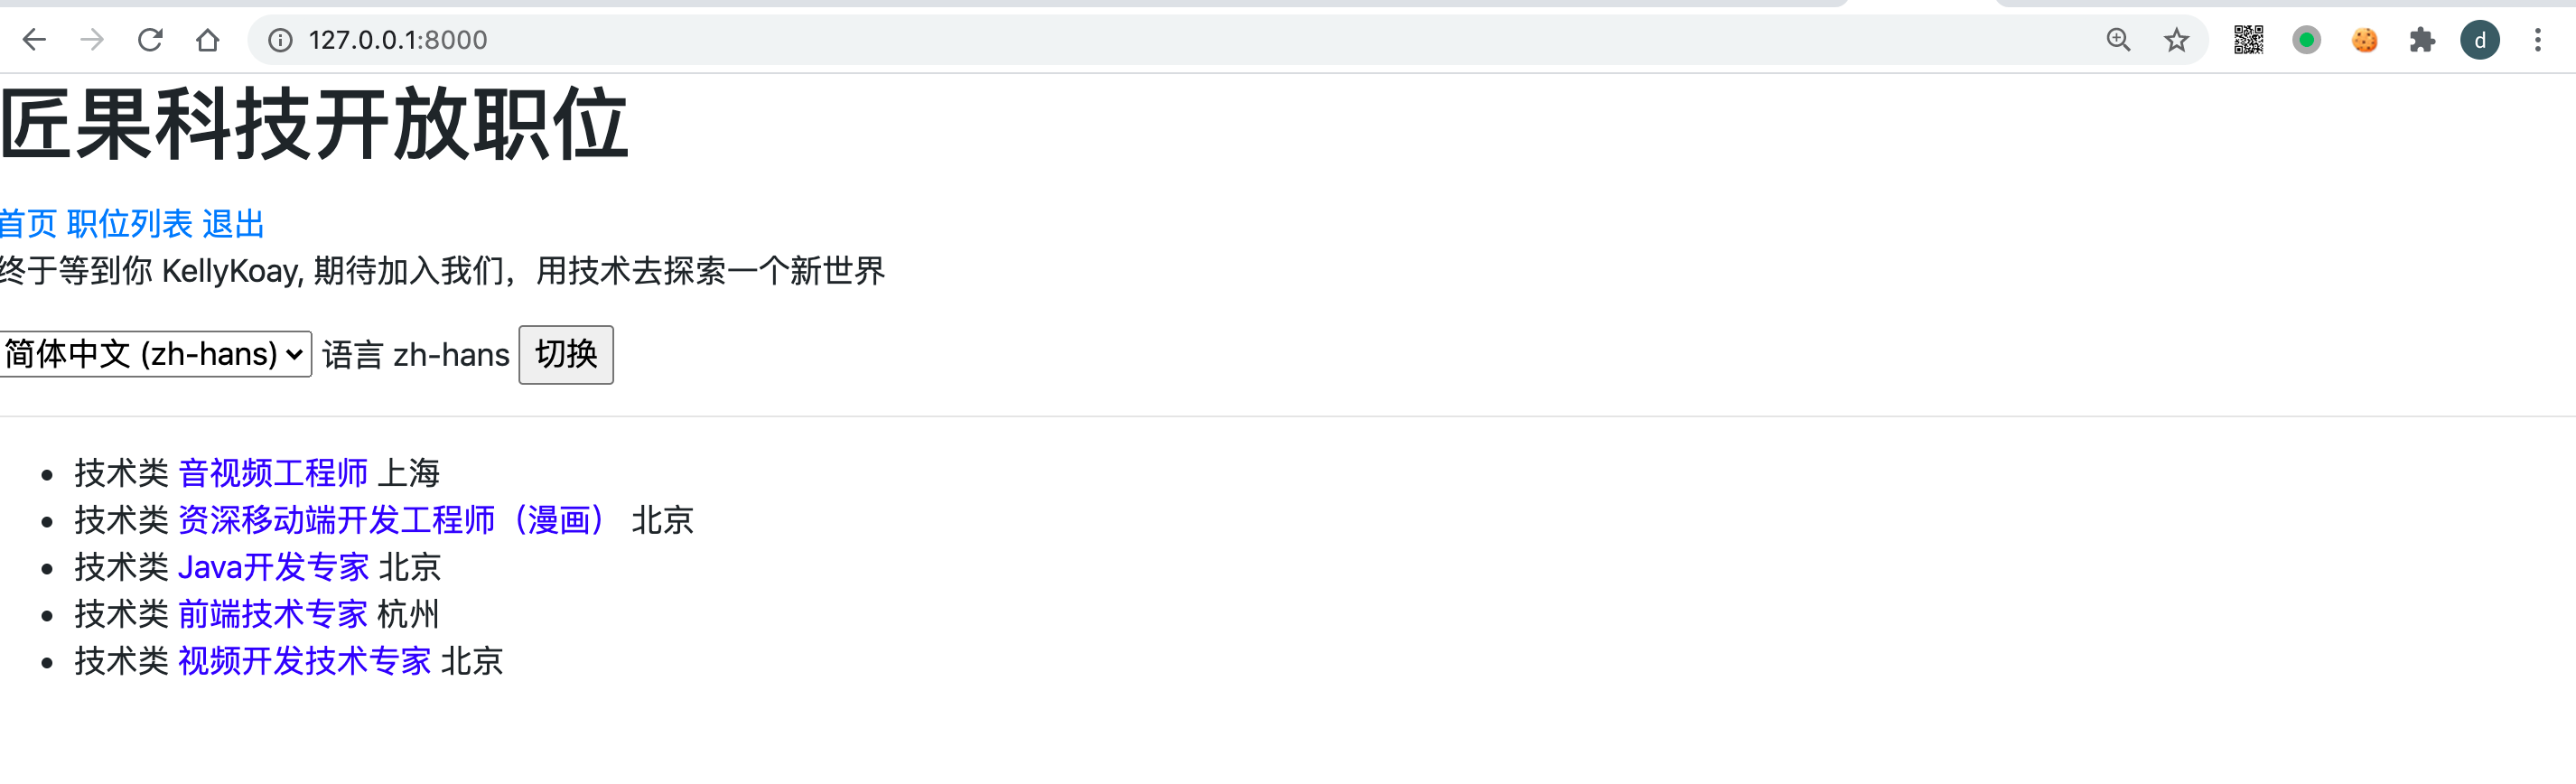 127.0.0.1:8000
d
匠果科技开放职位
首页 职位列表 退出
终于等到你 KellyKoay, 期待加入我们，用技术去探索一个新世界
简体中文 (zh-hans) 语言 zh-hans 切换
技术类 音视频工程师 上海
技术类 资深移动端开发工程师（漫画） 北京
技术类 Java开发专家 北京
技术类 前端技术专家 杭州
技术类 视频开发技术专家 北京